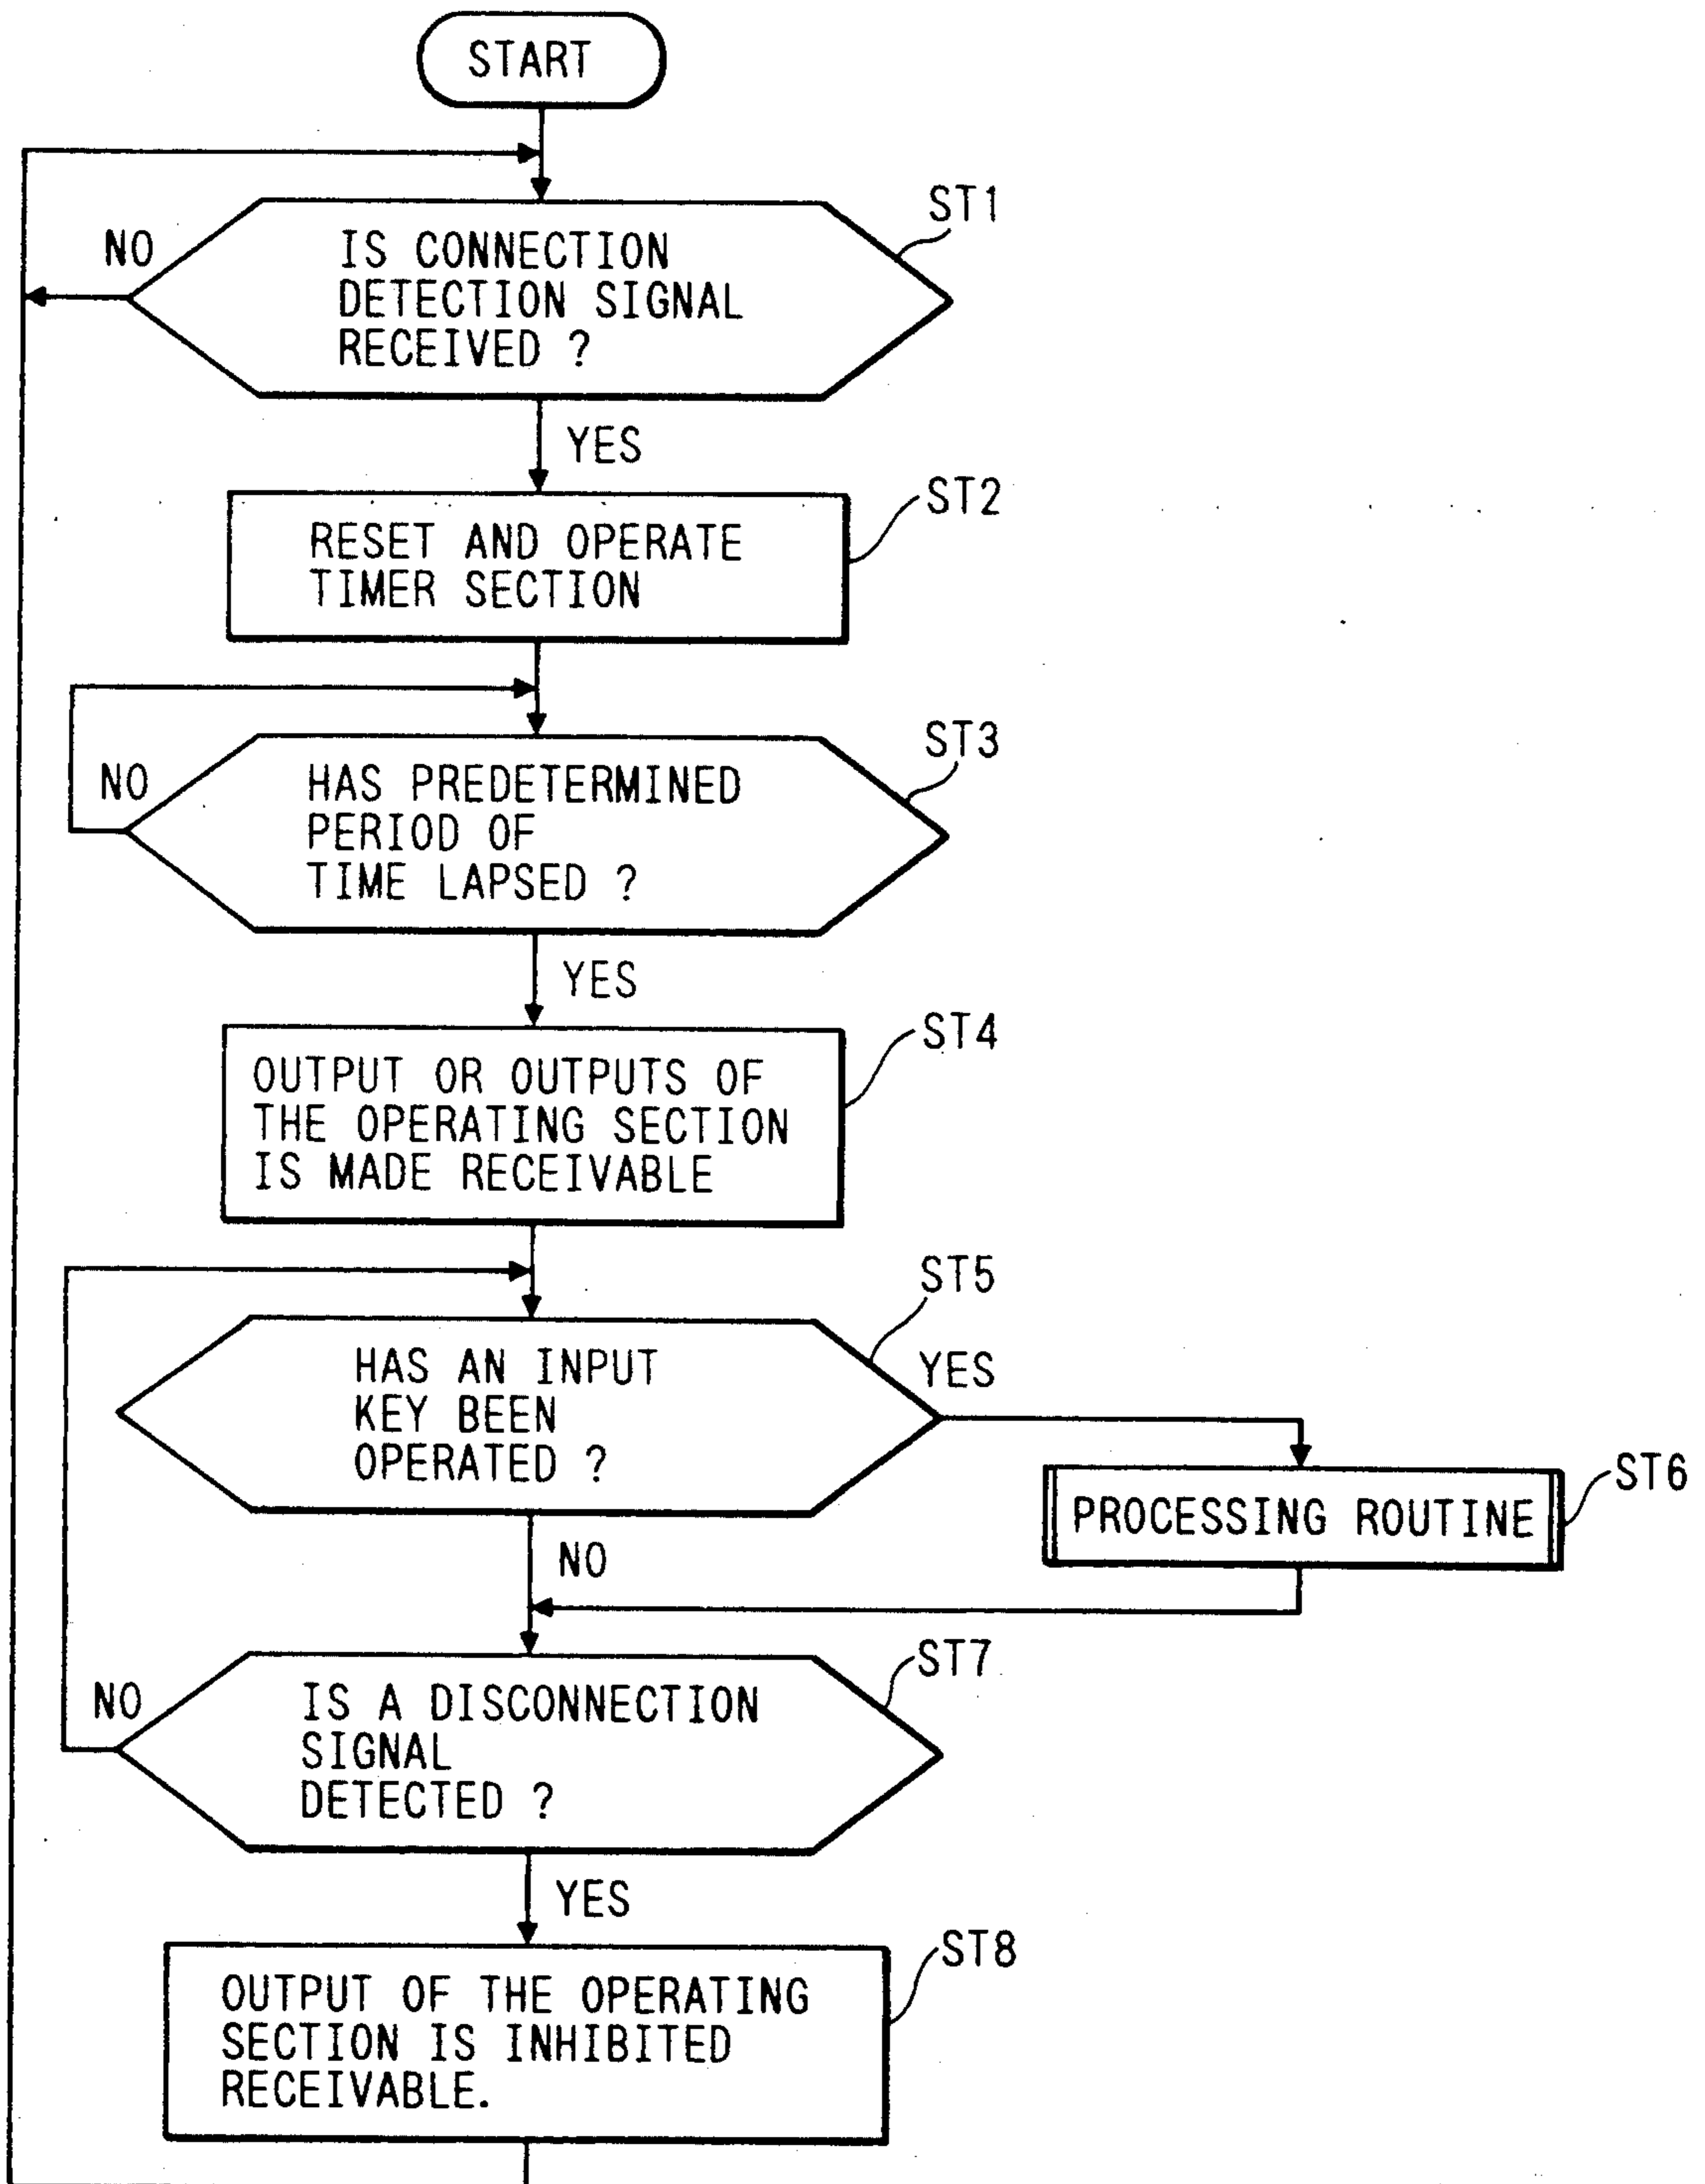 START
ST1
NO
IS CONNECTION
DETECTION SIGNAL
RECEIVED ?
YES
ST2
RESET AND OPERATE
TIMER SECTION
ST3
NO
HAS PREDETERMINED
PERIOD OF
TIME LAPSED ?
YES
ST4
OUTPUT OR OUTPUTS OF
THE OPERATING SECTION
IS MADE RECEIVABLE
ST5
HAS AN INPUT
KEY BEEN
OPERATED ?
YES
ST6
PROCESSING ROUTINE
NO
ST7
NO
IS A DISCONNECTION
SIGNAL
DETECTED ?
YES
ST8
OUTPUT OF THE OPERATING
SECTION IS INHIBITED
RECEIVABLE.